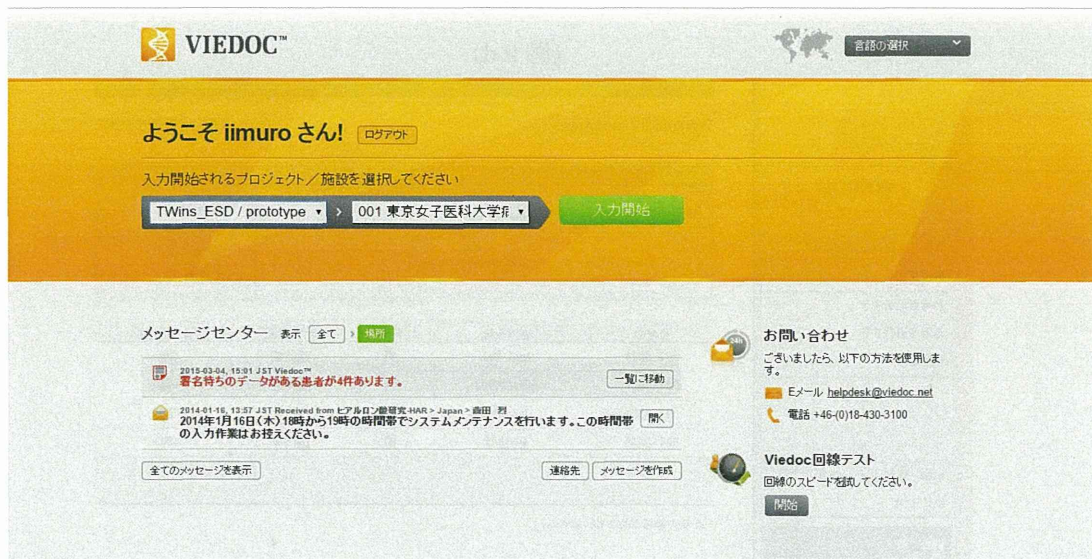 VIEDOC™
言語の選択
ようこそ iimuro さん! ログアウト
入力開始されるプロジェクト／施設を選択してください
TWins_ESD / prototype > 001 東京女子医科大学病 入力開始
メッセージセンター 表示 全て > 場所
2015-03-04, 15:01 JST Viedoc™
署名待ちのデータがある患者が4件あります。
一覧に移動
2014-01-16, 13:57 JST Received from ヒアルロン酸研究-HAR > Japan > 森田 烈
2014年1月16日（木）18時から19時の時間帯でシステムメンテナンスを行います。この時間帯
の入力作業はお控えください。
開く
全てのメッセージを表示
連絡先 メッセージを作成
24h
お問い合わせ
ございましたら、以下の方法を使用しま
す。
Eメール helpdesk@viedoc.net
電話 +46-(0)18-430-3100
Viedoc回線テスト
回線のスピードを試してください。
開始